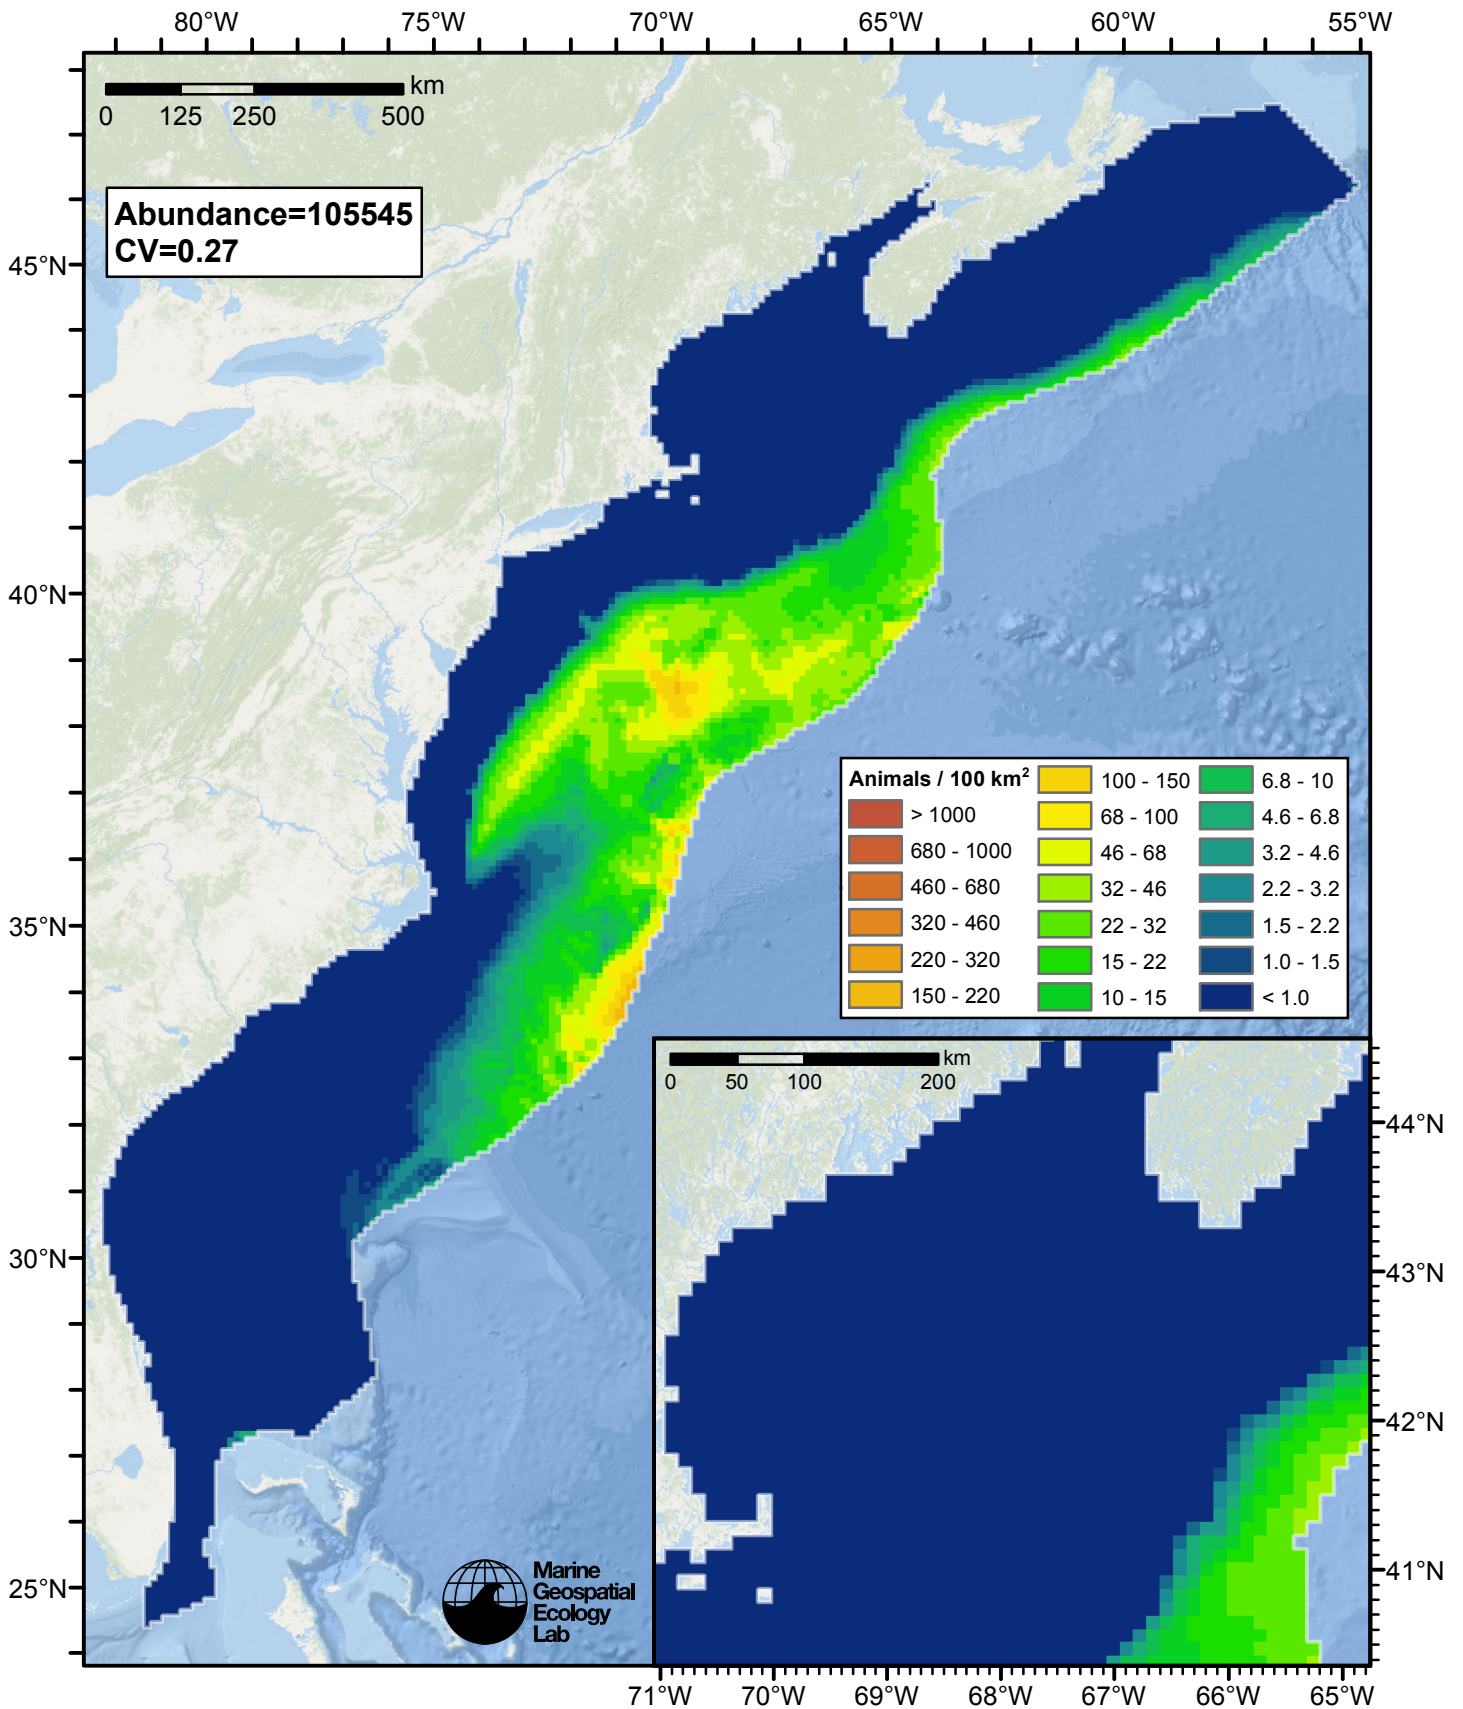 80°W 75°W 70°W 65°W 60°W 55°W
km
0 125 250 500
Abundance=105545
CV=0.27
45°N
40°N
35°N
30°N
25°N
Animals / 100 km²
> 1000
680 - 1000
460 - 680
320 - 460
220 - 320
150 - 220
100 - 150
68 - 100
46 - 68
32 - 46
22 - 32
15 - 22
10 - 15
6.8 - 10
4.6 - 6.8
3.2 - 4.6
2.2 - 3.2
1.5 - 2.2
1.0 - 1.5
< 1.0
km
0 50 100 200
44°N
43°N
42°N
41°N
Marine
Geospatial
Ecology
Lab
71°W 70°W 69°W 68°W 67°W 66°W 65°W